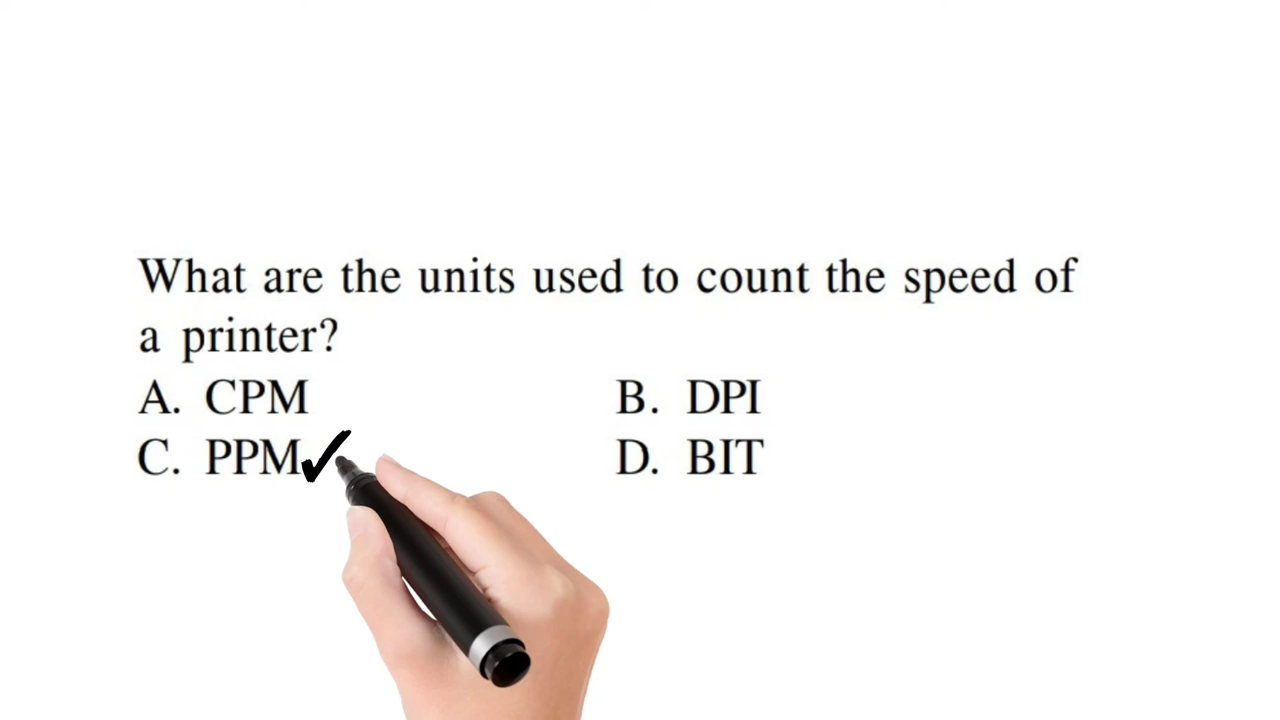 What are the units used to count the speed of
a printer?
A. CPM B. DPI
C. PPM✓ D. BIT